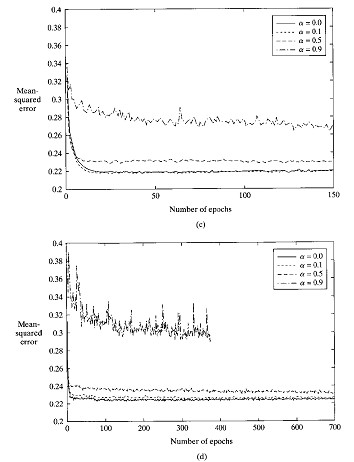 0.4
α = 0.0
0.38
α = 0.1
0.36
α = 0.5
α = 0.9
0.34
0.32
Mean-
squared
error
0.3
0.28
0.26
0.24
0.22
0.2
0
50
100
150
Number of epochs
(c)
0.4
α = 0.0
0.38
α = 0.1
α = 0.5
0.36
α = 0.9
0.34
0.32
Mean-
squared
error
0.3
0.28
0.26
0.24
0.22
0.2
0
100
200
300
400
500
600
700
Number of epochs
(d)